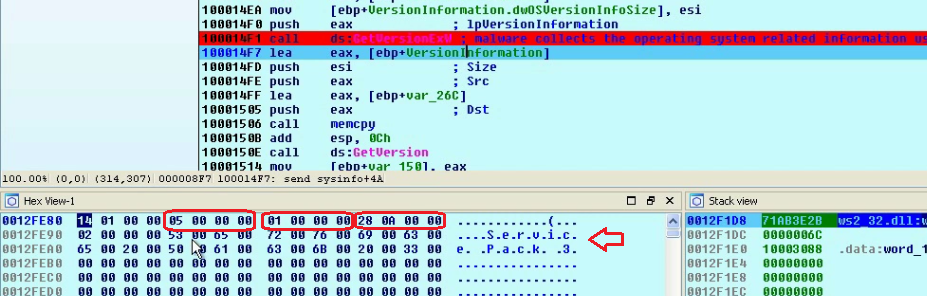 100014EA mov     [ebp+VersionInformation.dwOSVersionInfoSize], esi
100014F0 push    eax             ; lpVersionInformation
100014F1 call    ds:GetVersionExW ; malware collects the operating system related information us
100014F7 lea     eax, [ebp+VersionInformation]
100014FD push    esi             ; Size
100014FE push    eax             ; Src
100014FF lea     eax, [ebp+var_26C]
10001505 push    eax             ; Dst
10001506 call    memcpy
1000150B add     esp, 0Ch
1000150E call    ds:GetVersion
10001514 mov     [ebp+var_150], eax
100.00% (0,0) (314,307) 000008F7 100014F7: send_sysinfo+4A
Hex View-1
Stack view
0012FE80 14 01 00 00 05 00 00 00 01 00 00 00 28 0A 00 00 ............(...
0012FE90 02 00 00 00 53 00 65 00 72 00 76 00 69 00 63 00 ....S.e.r.v.i.c.
0012FEA0 65 00 20 00 50 00 61 00 63 00 6B 00 20 00 33 00 e. .P.a.c.k. .3.
0012FEB0 00 00 00 00 00 00 00 00 00 00 00 00 00 00 00 00 ................
0012FEC0 00 00 00 00 00 00 00 00 00 00 00 00 00 00 00 00 ................
0012FED0 00 00 00 00 00 00 00 00 00 00 00 00 00 00 00 00 ................
0012F1D8 71AB3E2B ws2_32.dll:w
0012F1DC 0000006C
0012F1E0 10003088 .data:word_1
0012F1E4 00000000
0012F1E8 00000000
0012F1EC 00000000